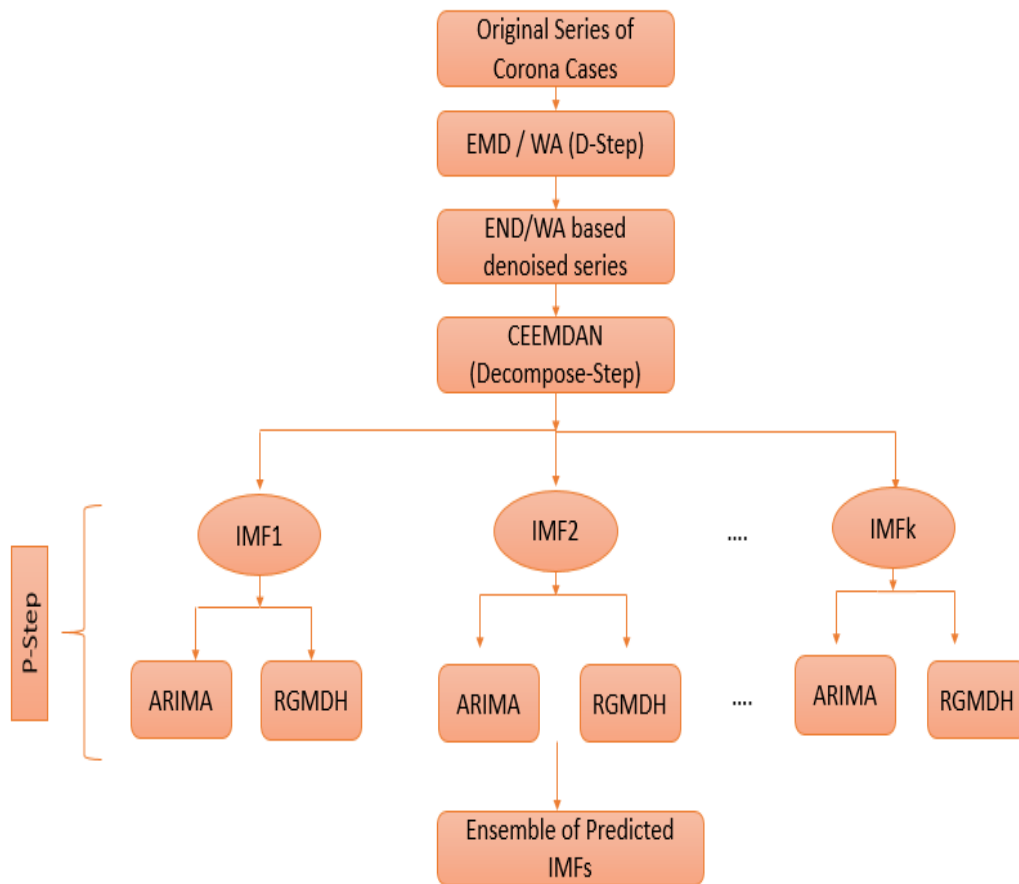 Original Series of
Corona Cases
EMD / WA (D-Step)
END/WA based
denoised series
CEEMDAN
(Decompose-Step)
IMF1
IMF2
....
IMFk
P-Step
ARIMA
RGMDH
ARIMA
RGMDH
....
ARIMA
RGMDH
Ensemble of Predicted
IMFs